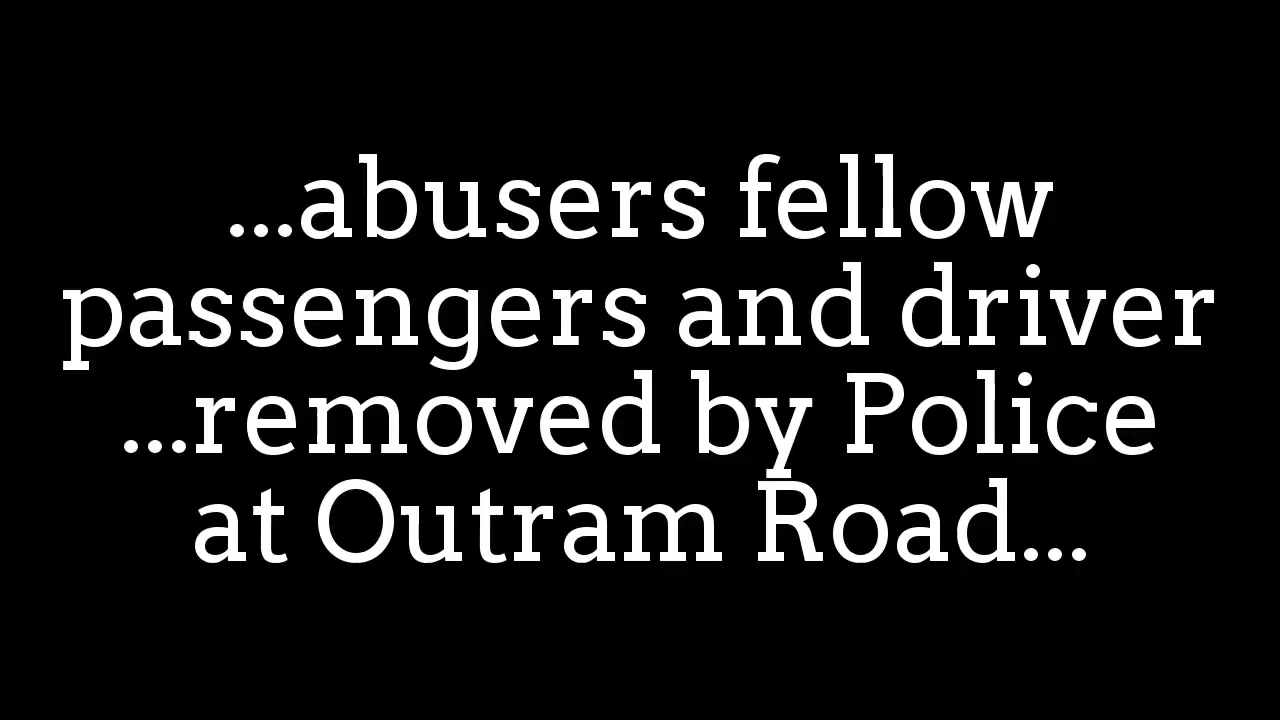 ...abusers fellow
passengers and driver
...removed by Police
at Outram Road...